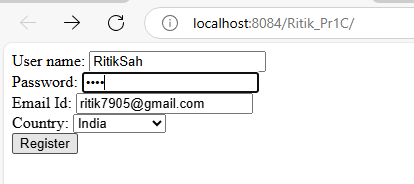 localhost:8084/Ritik_Pr1C/
User name: RitikSah
Password: ••••
Email Id: ritik7905@gmail.com
Country: India
Register